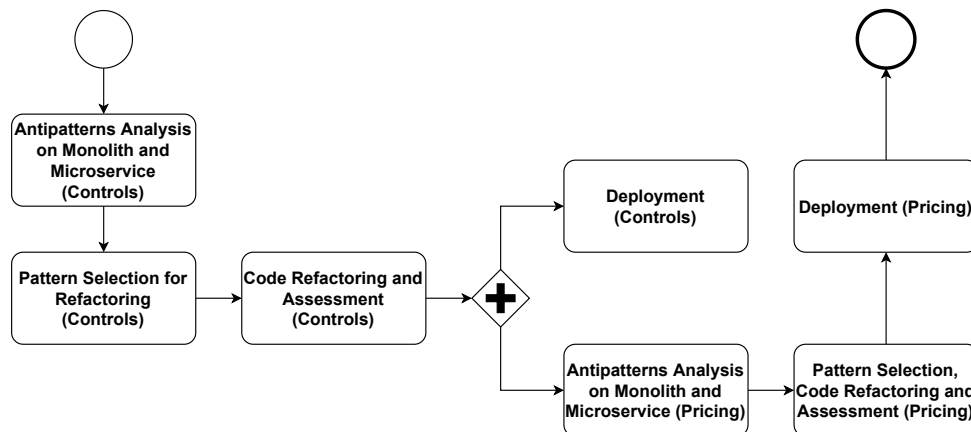 Antipatterns Analysis
on Monolith and
Microservice
(Controls)
Pattern Selection for
Refactoring
(Controls)
Code Refactoring and
Assessment
(Controls)
Deployment
(Controls)
Antipatterns Analysis
on Monolith and
Microservice (Pricing)
Pattern Selection,
Code Refactoring and
Assessment (Pricing)
Deployment (Pricing)